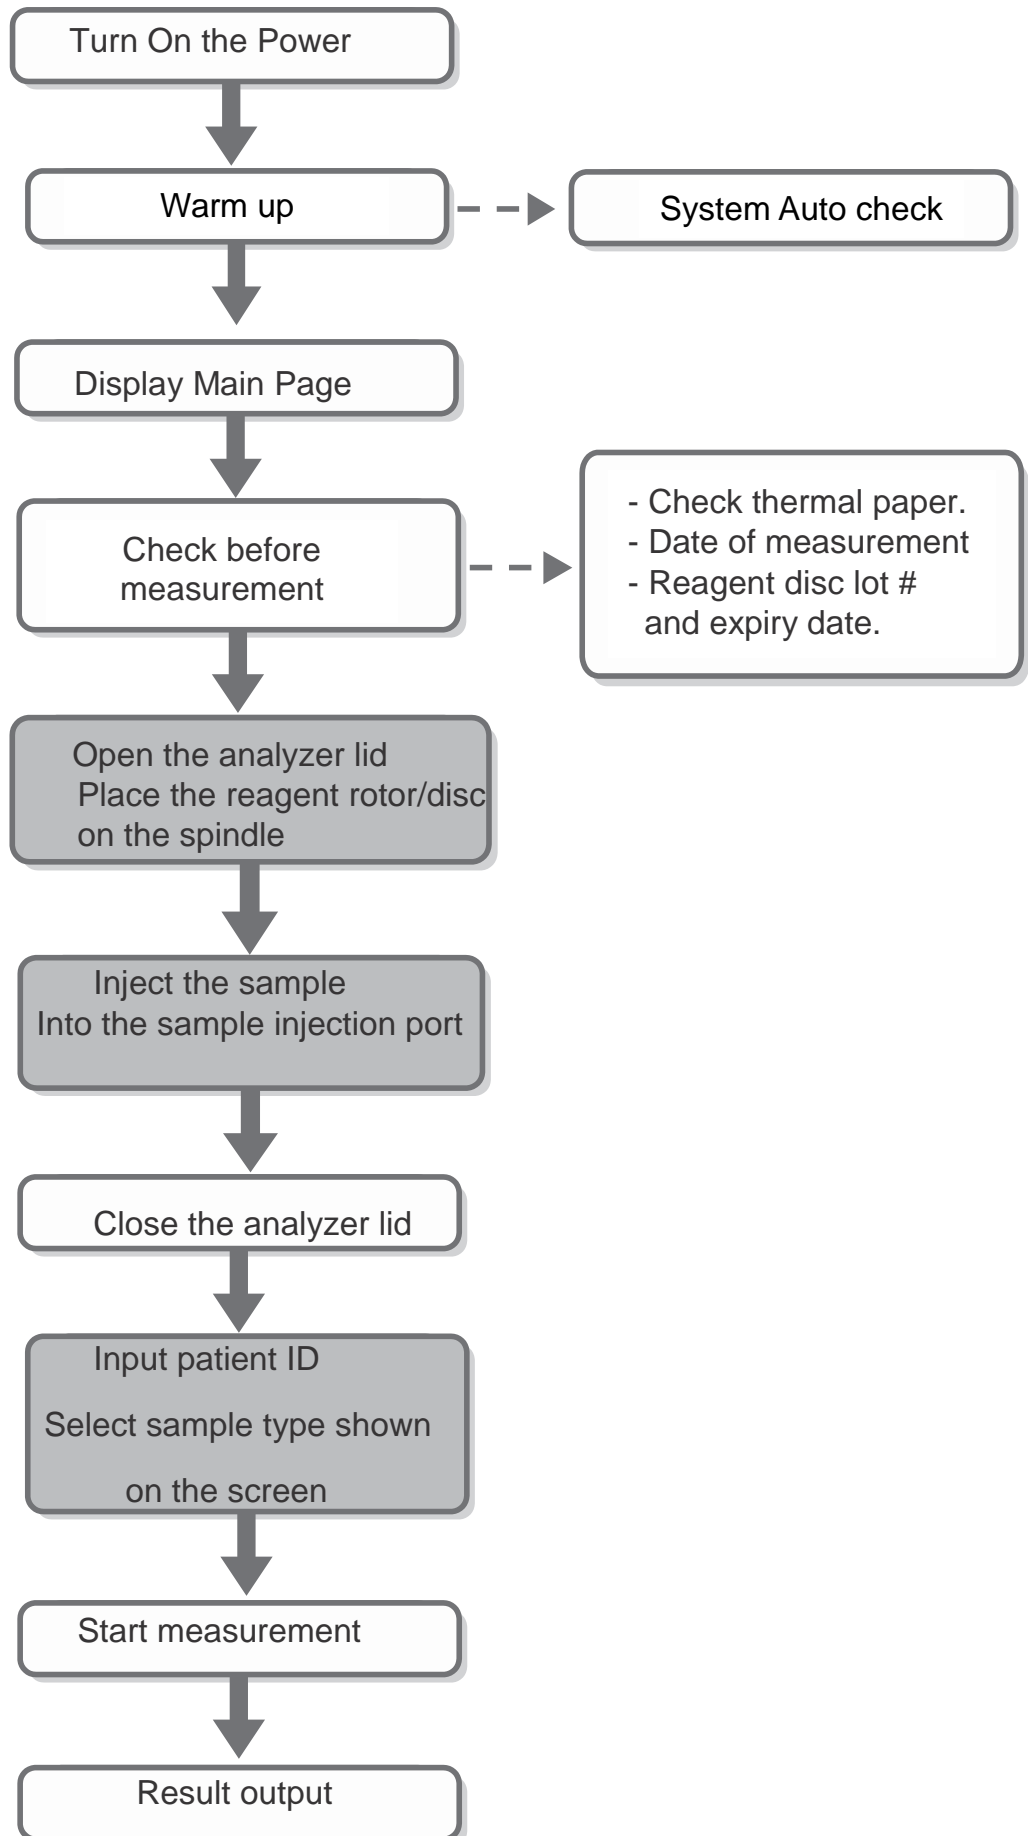 Turn On the Power
Warm up
System Auto check
Display Main Page
Check before
measurement
- Check thermal paper.
- Date of measurement
- Reagent disc lot #
and expiry date.
Open the analyzer lid
Place the reagent rotor/disc
on the spindle
Inject the sample
Into the sample injection port
Close the analyzer lid
Input patient ID
Select sample type shown
on the screen
Start measurement
Result output